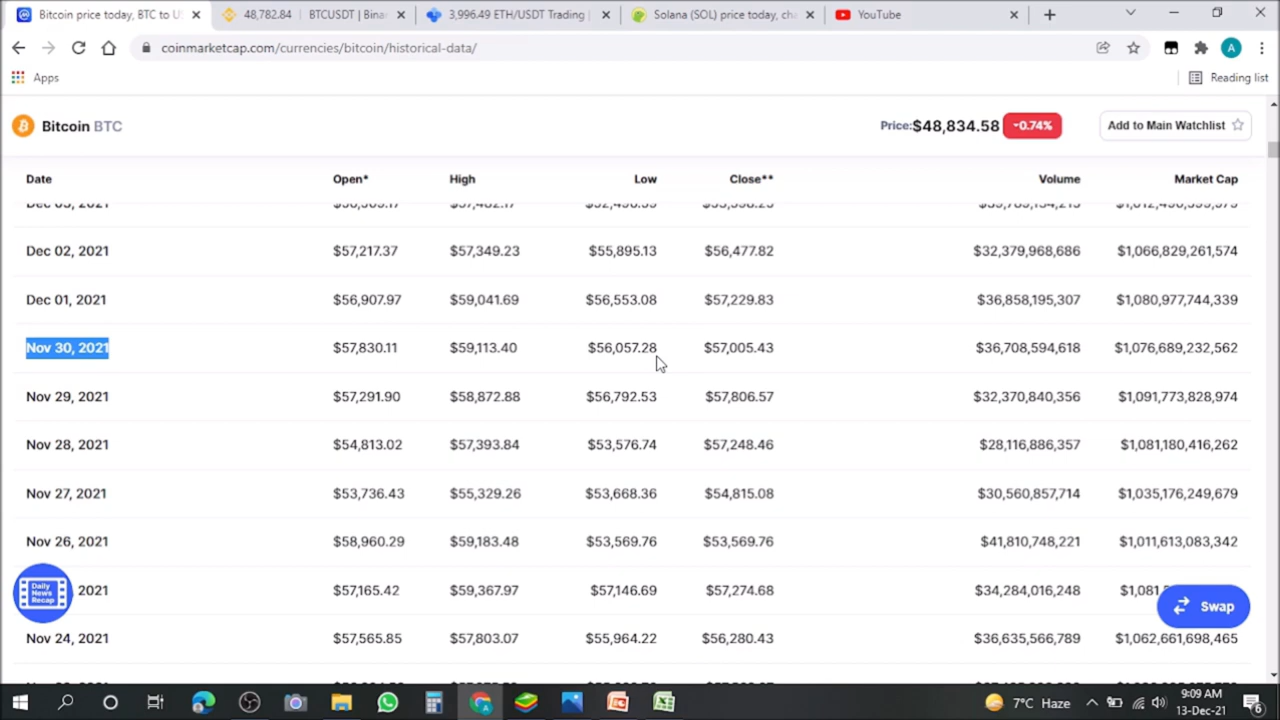 Bitcoin price today, BTC to U
48,782.84 | BTCUSDT | Binan
3,996.49 ETH/USDT Trading |
Solana (SOL) price today, cha
YouTube
coinmarketcap.com/currencies/bitcoin/historical-data/
A
Apps
Reading list
Bitcoin BTC
Price:$48,834.58 -0.74%
Add to Main Watchlist
Date Open* High Low Close** Volume Market Cap
Dec 02, 2021 $57,217.37 $57,349.23 $55,895.13 $56,477.82 $32,379,968,686 $1,066,829,261,574
Dec 01, 2021 $56,907.97 $59,041.69 $56,553.08 $57,229.83 $36,858,195,307 $1,080,977,744,339
Nov 30, 2021 $57,830.11 $59,113.40 $56,057.28 $57,005.43 $36,708,594,618 $1,076,689,232,562
Nov 29, 2021 $57,291.90 $58,872.88 $56,792.53 $57,806.57 $32,370,840,356 $1,091,773,828,974
Nov 28, 2021 $54,813.02 $57,393.84 $53,576.74 $57,248.46 $28,116,886,357 $1,081,180,416,262
Nov 27, 2021 $53,736.43 $55,329.26 $53,668.36 $54,815.08 $30,560,857,714 $1,035,176,249,679
Nov 26, 2021 $58,960.29 $59,183.48 $53,569.76 $53,569.76 $41,810,748,221 $1,011,613,083,342
2021 $57,165.42 $59,367.97 $57,146.69 $57,274.68 $34,284,016,248 $1,081
Daily
News
Recap
Swap
Nov 24, 2021 $57,565.85 $57,803.07 $55,964.22 $56,280.43 $36,635,566,789 $1,062,661,698,465
7°C Haze
9:09 AM
13-Dec-21
6